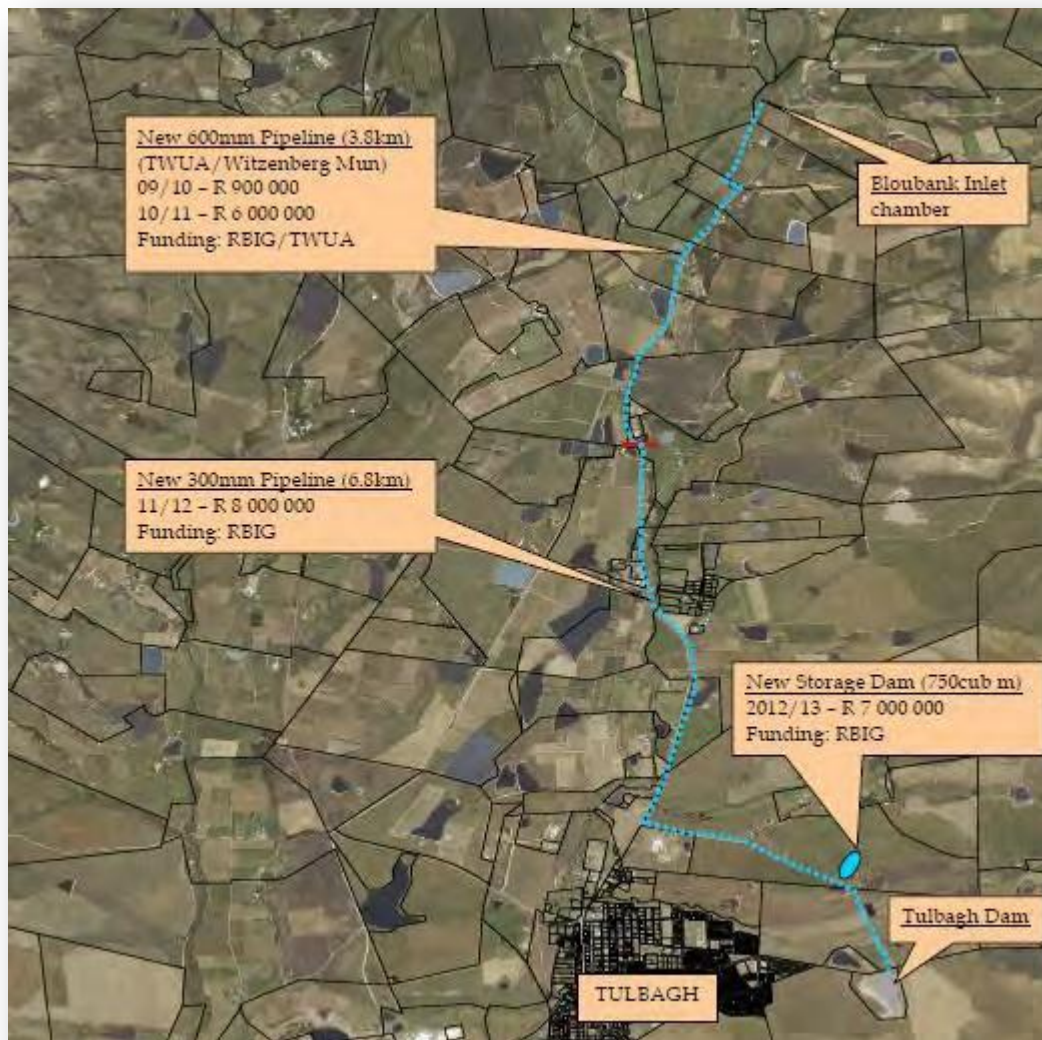 New 600mm Pipeline (3.8km)
(TWUA/Witzenberg Mun)
09/10 – R 900 000
10/11 – R 6 000 000
Funding: RBIG/TWUA
Bloubank Inlet
chamber
New 300mm Pipeline (6.8km)
11/12 – R 8 000 000
Funding: RBIG
New Storage Dam (750cub m)
2012/13 – R 7 000 000
Funding: RBIG
Tulbagh Dam
TULBAGH